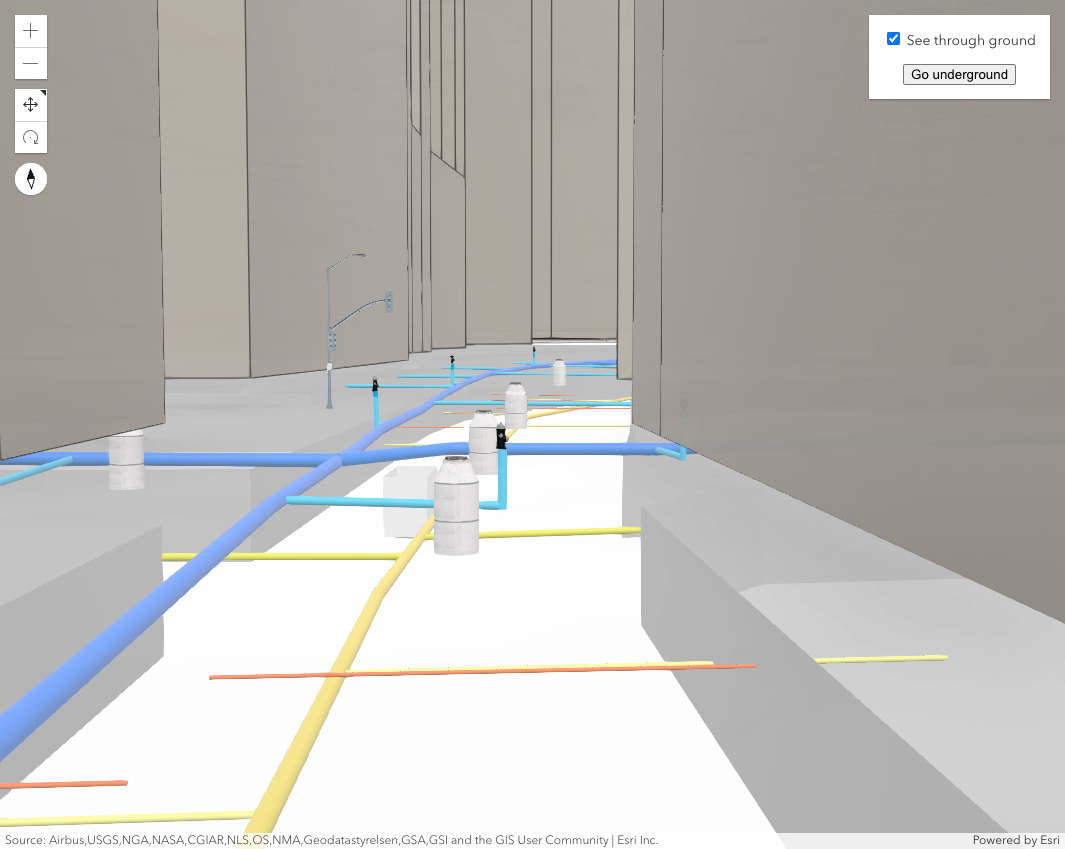 See through ground
Go underground
Source: Airbus,USGS,NGA,NASA,CGIAR,NLS,OS,NMA,Geodatastyrelsen,GSA,GSI and the GIS User Community | Esri Inc.
Powered by Esri